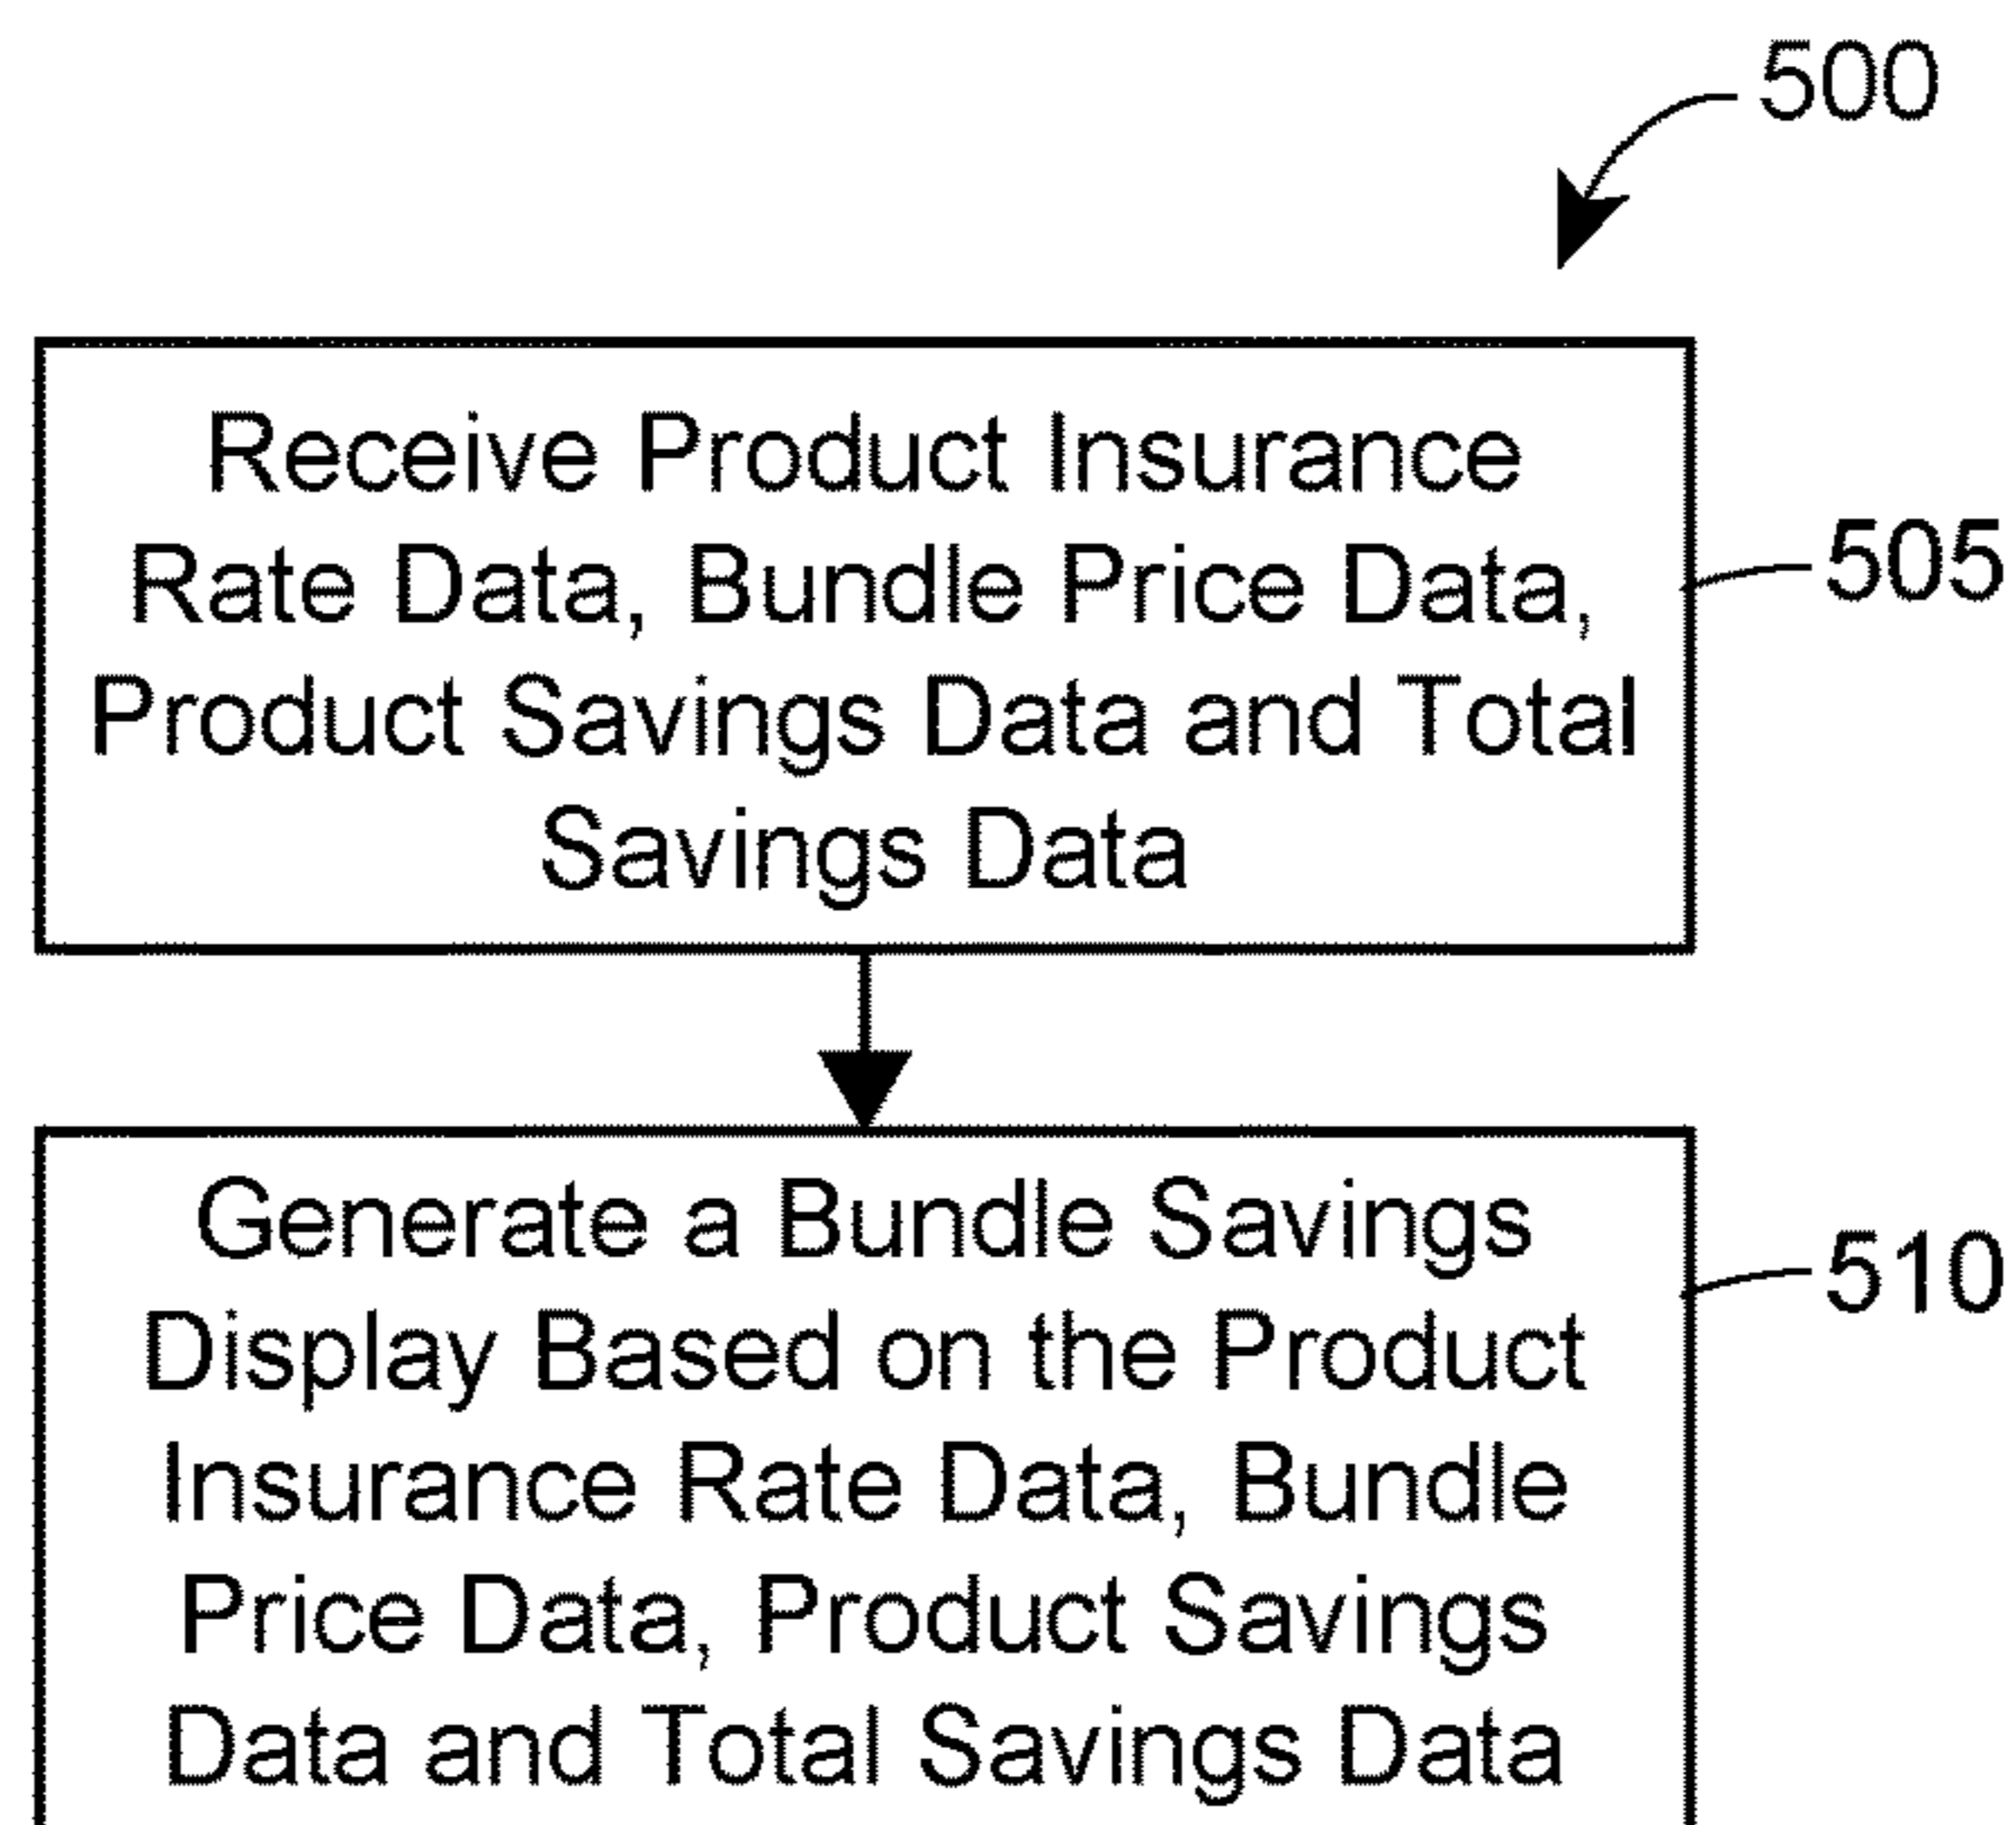 500
Receive Product Insurance
Rate Data, Bundle Price Data,
505
Product Savings Data and Total
Savings Data
Generate a Bundle Savings
510
Display Based on the Product
Insurance Rate Data, Bundle
Price Data, Product Savings
Data and Total Savings Data